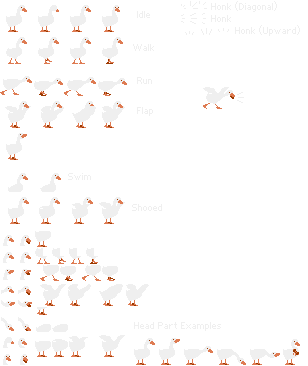 Idle
Honk (Diagonal)
Honk
Honk (Upward)
Walk
Run
Flap
Swim
Shooed
Head Part Examples